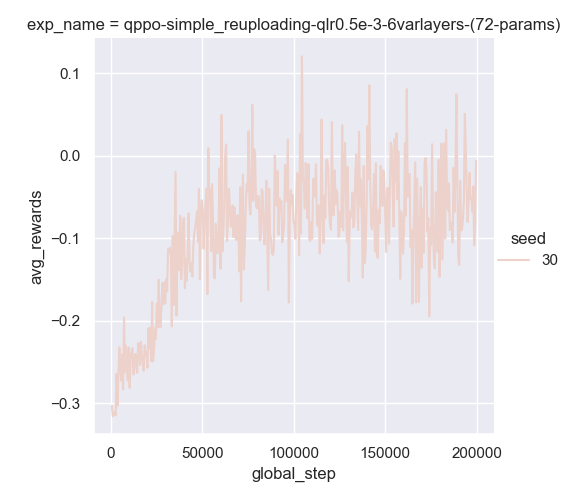 exp_name = qppo-simple_reuploading-qlr0.5e-3-6varlayers-(72-params)
0.1
0.0
−0.1
−0.2
−0.3
avg_rewards
0
50000
100000
150000
200000
global_step
seed
30